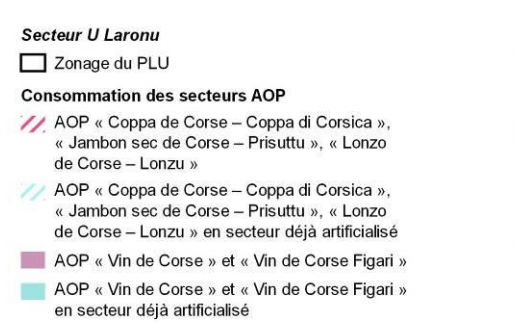 Secteur U Laronu
Zonage du PLU
Consommation des secteurs AOP
AOP « Coppa de Corse – Coppa di Corsica »,
« Jambon sec de Corse – Prisuttu », « Lonzo
de Corse – Lonzu »
AOP « Coppa de Corse – Coppa di Corsica »,
« Jambon sec de Corse – Prisuttu », « Lonzo
de Corse – Lonzu » en secteur déjà artificialisé
AOP « Vin de Corse » et « Vin de Corse Figari »
AOP « Vin de Corse » et « Vin de Corse Figari »
en secteur déjà artificialisé